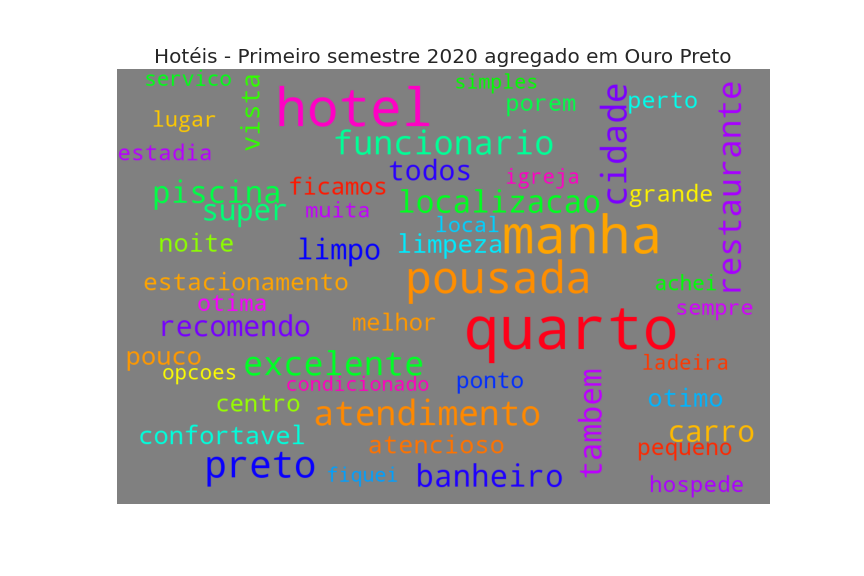 Hotéis - Primeiro semestre 2020 agregado em Ouro Preto
servico
vista
hotel
simples
porem
cidade
perto
restaurante
lugar
funcionario
estadia
todos
igreja
piscina
ficamos
super
muita
localizacao
grande
local
noite
limpo
limpeza
manha
estacionamento
pousada
achei
otima
sempre
recomendo
melhor
quarto
pouco
opcoes
excelente
condicionado
ponto
ladeira
tambem
centro
atendimento
otimo
confortavel
atencioso
carro
pequeno
preto
fiquei
banheiro
hospede